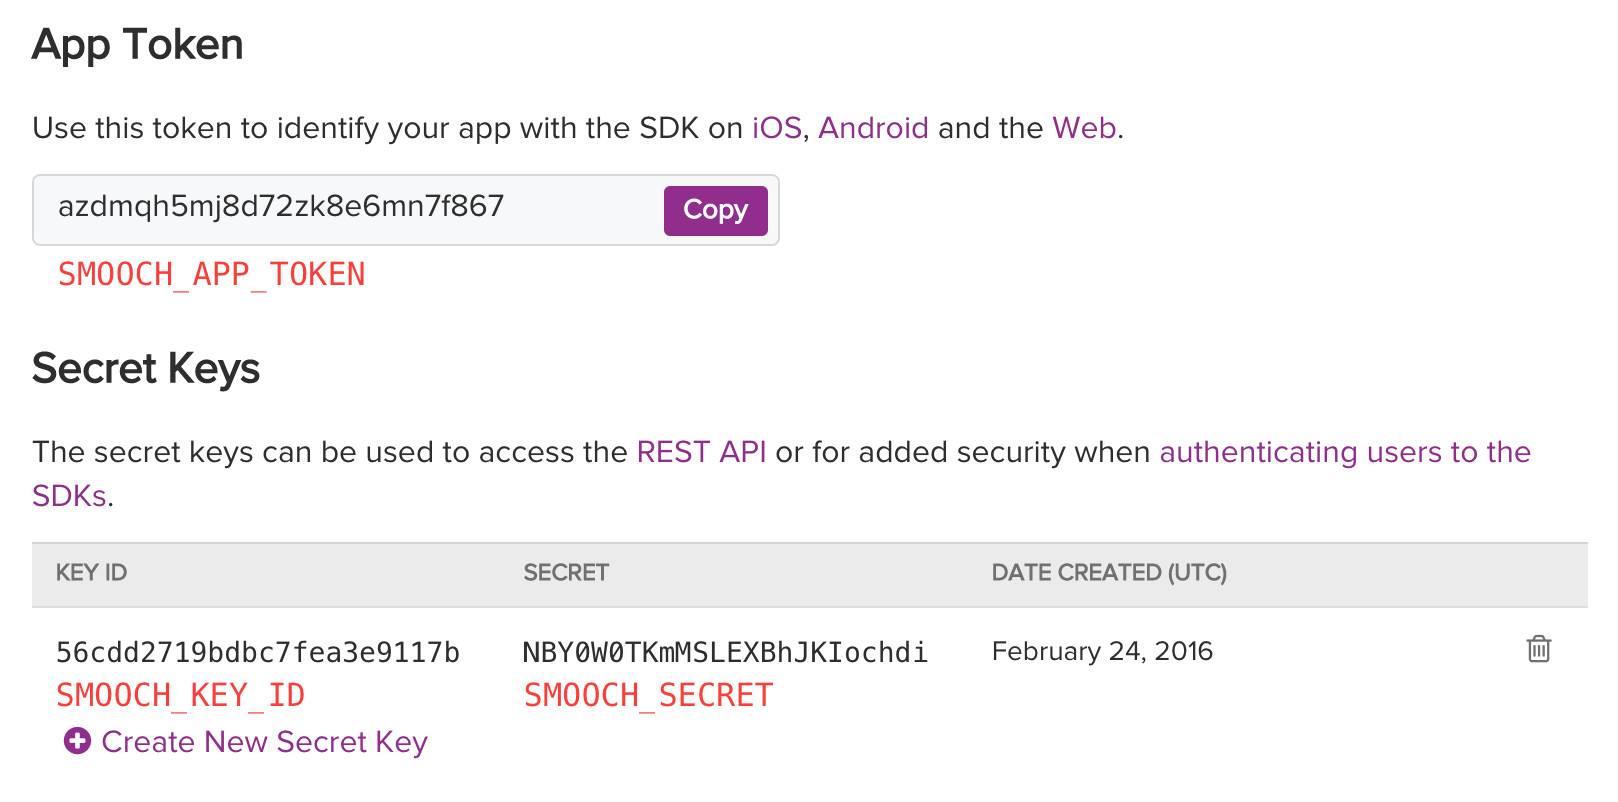 App Token
Use this token to identify your app with the SDK on iOS, Android and the Web.
azdmqh5mj8d72zk8e6mn7f867 Copy
SMOOCH_APP_TOKEN
Secret Keys
The secret keys can be used to access the REST API or for added security when authenticating users to the
SDKs.
KEY ID SECRET DATE CREATED (UTC)
56cdd2719bdbc7fea3e9117b NBY0W0TKmMSLEXBhJKIochdi February 24, 2016
SMOOCH_KEY_ID SMOOCH_SECRET
Create New Secret Key